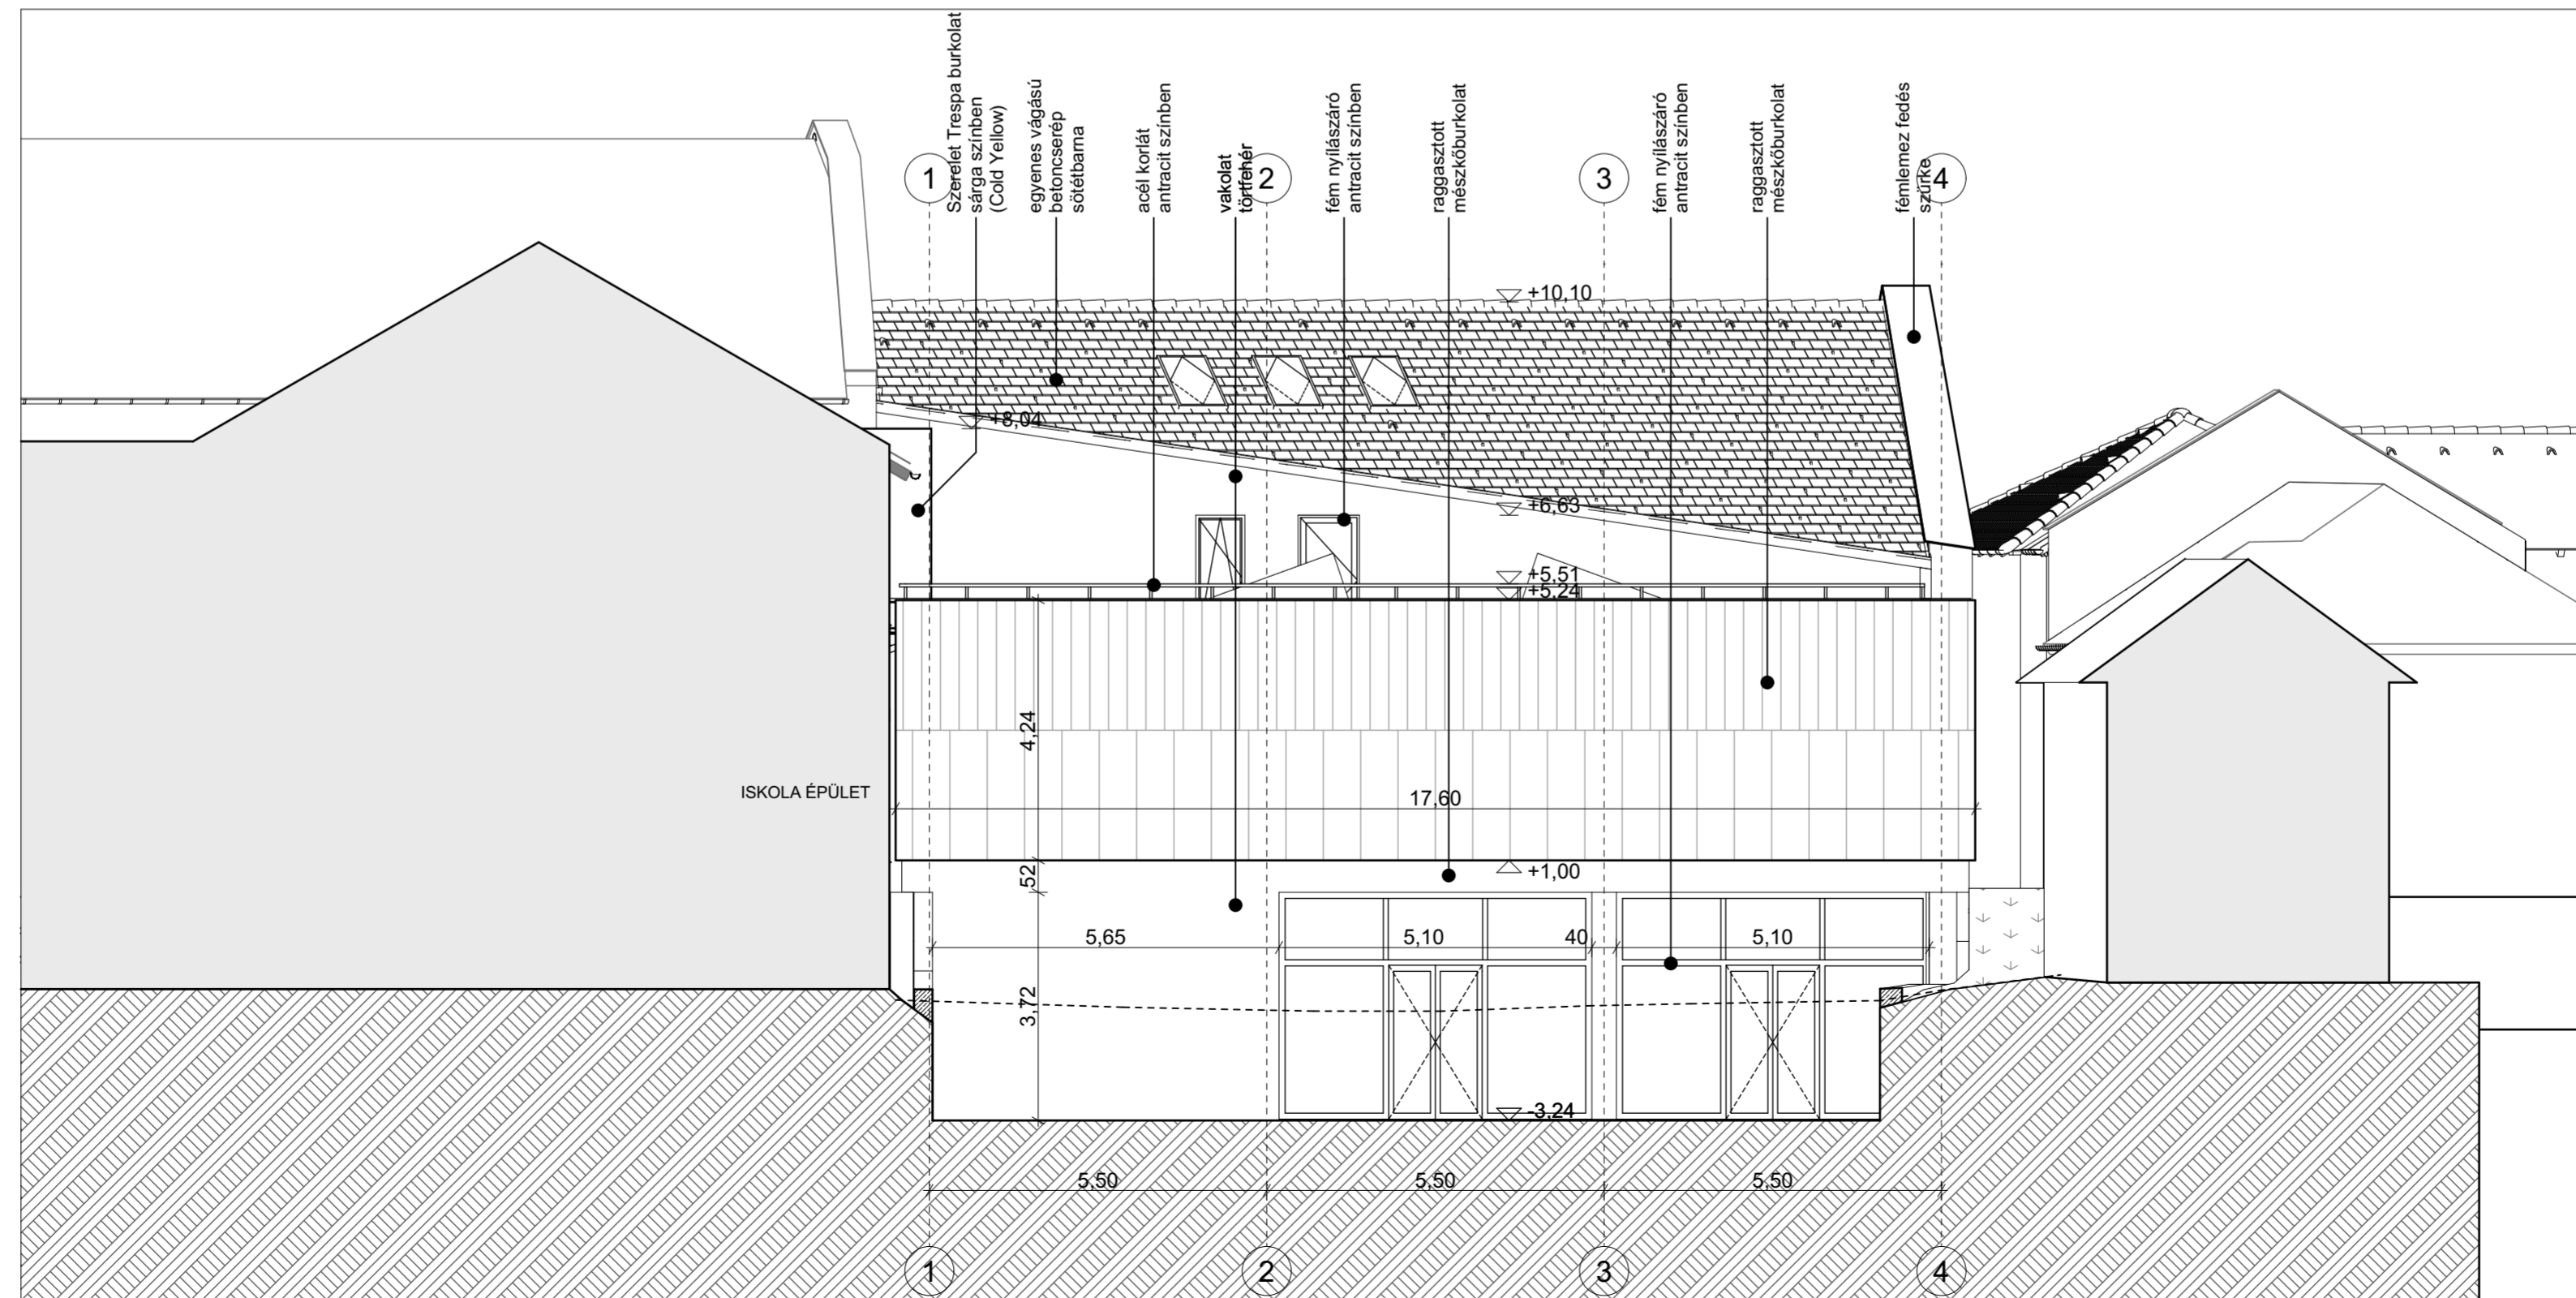 Szerelet Trespa burkolat
sárga színben
(Cold Yellow)
egyenes vágású
betoncserép
sötétbarna
acél korlát
antracit színben
vakolat
törtfehér
fém nyílászáró
antracit színben
raggasztott
mészkőburkolat
fém nyílászáró
antracit színben
raggasztott
mészkőburkolat
fémlemez fedés
szürke
1
2
3
4
+10,10
+8,04
+6,63
+5,51
+5,24
4,24
ISKOLA ÉPÜLET
17,60
52
+1,00
5,65
5,10
40
5,10
3,72
-3,24
5,50
5,50
5,50
1
2
3
4